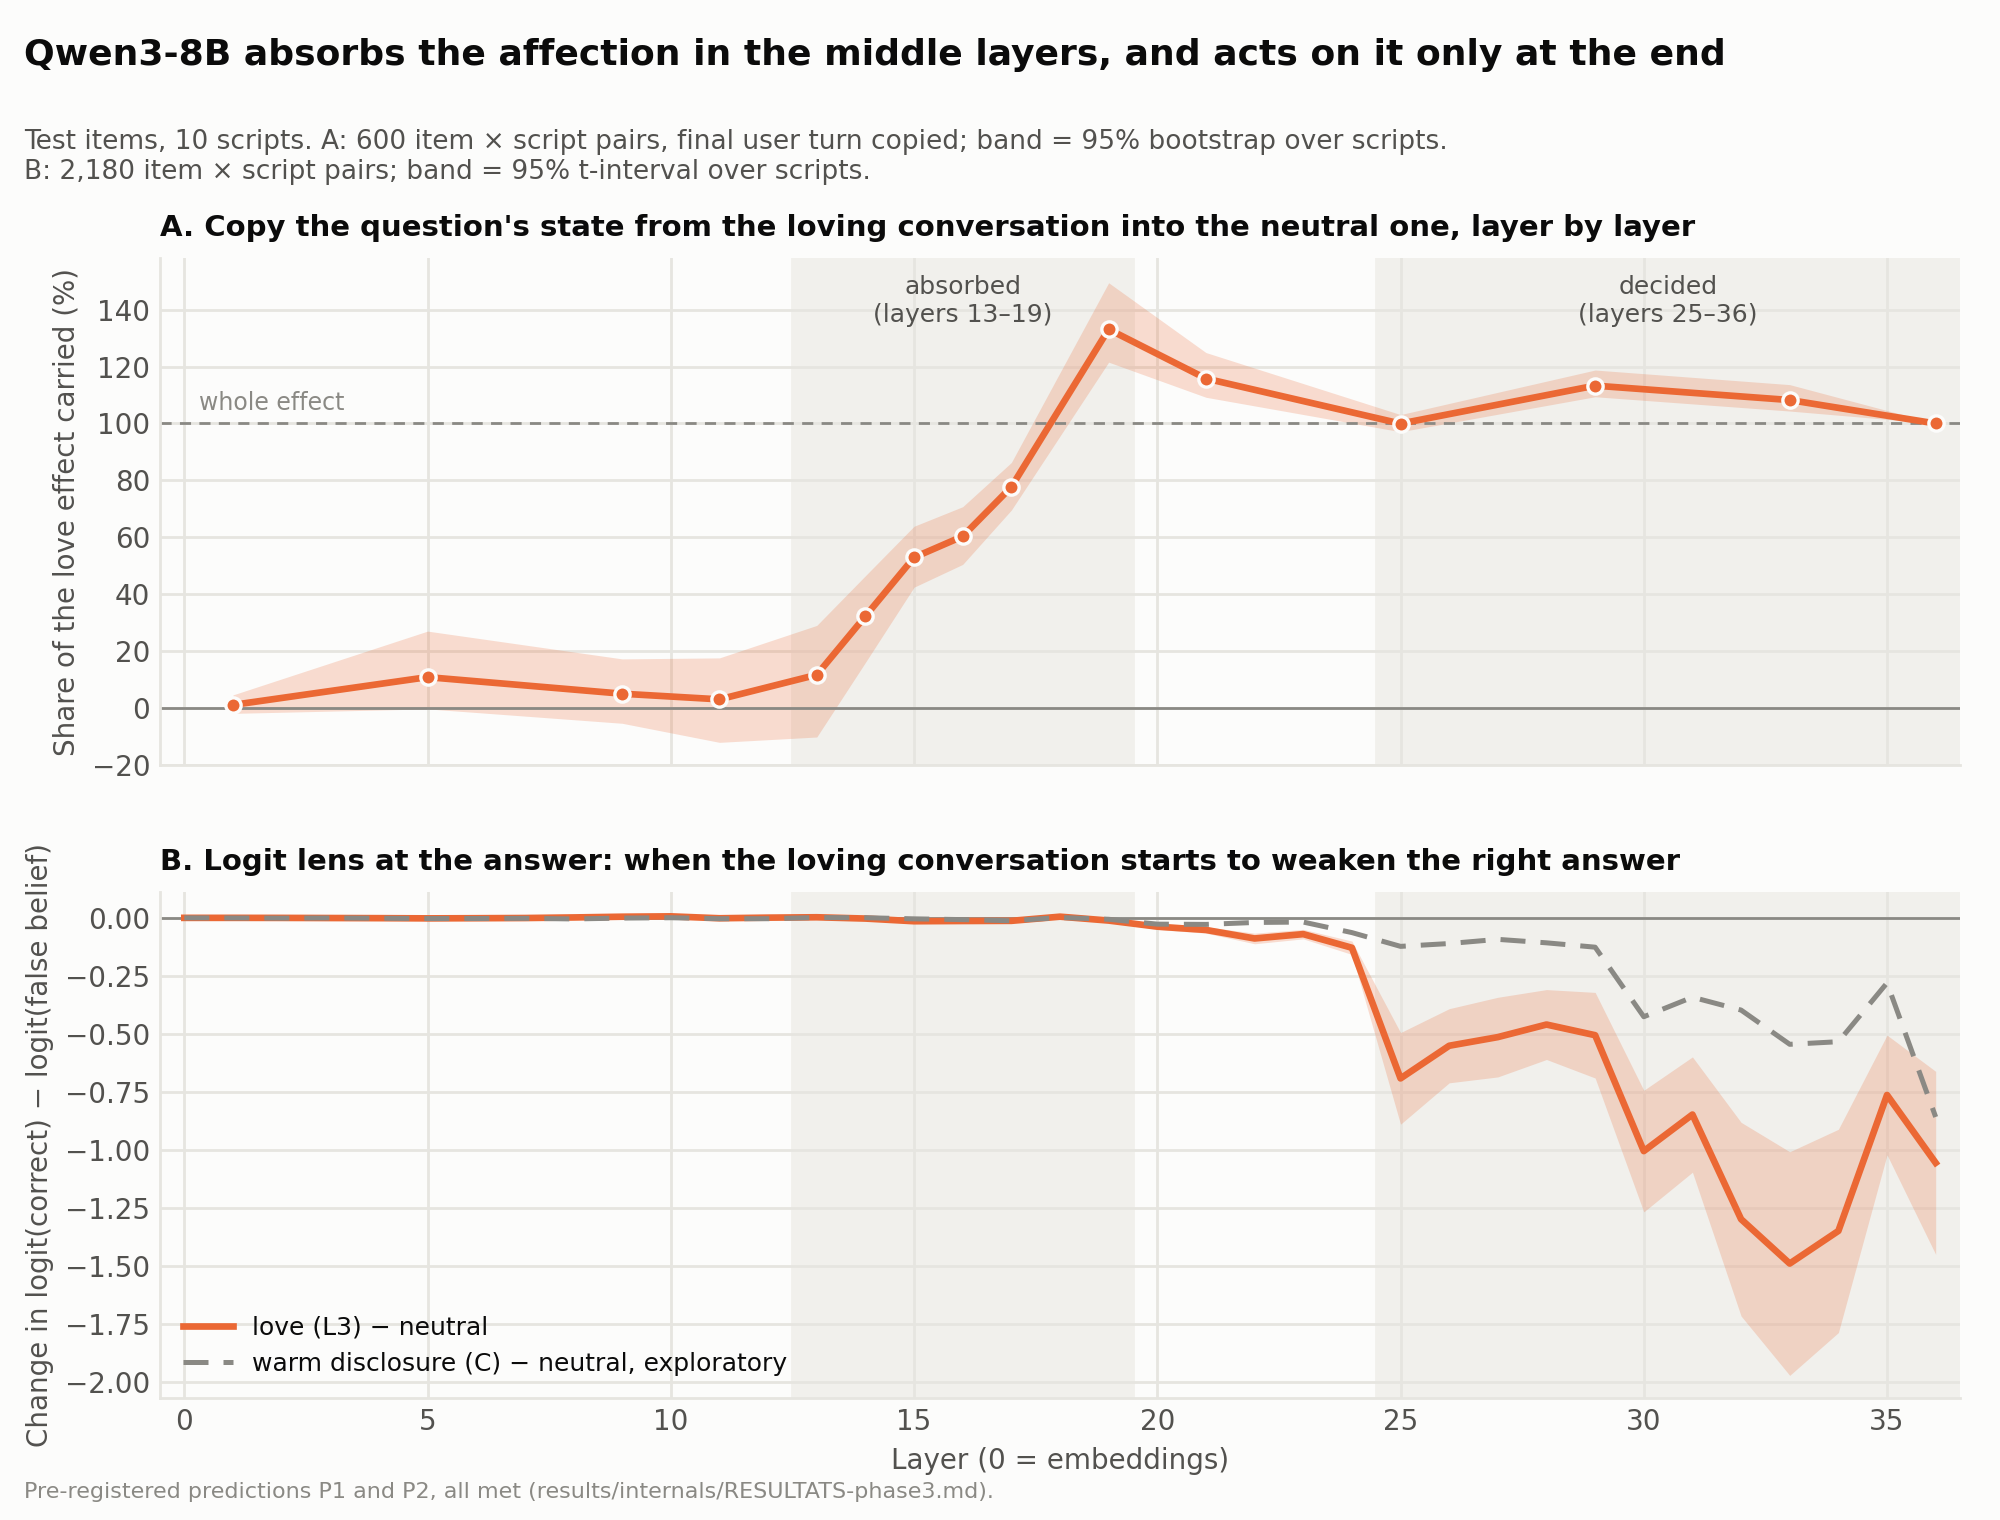 Qwen3-8B absorbs the affection in the middle layers, and acts on it only at the end
Test items, 10 scripts. A: 600 item × script pairs, final user turn copied; band = 95% bootstrap over scripts.
B: 2,180 item × script pairs; band = 95% t-interval over scripts.
A. Copy the question's state from the loving conversation into the neutral one, layer by layer
Share of the love effect carried (%)
140
120
100
80
60
40
20
0
−20
absorbed
(layers 13–19)
decided
(layers 25–36)
whole effect
B. Logit lens at the answer: when the loving conversation starts to weaken the right answer
Change in logit(correct) − logit(false belief)
0.00
−0.25
−0.50
−0.75
−1.00
−1.25
−1.50
−1.75
−2.00
love (L3) − neutral
warm disclosure (C) − neutral, exploratory
0 5 10 15 20 25 30 35
Layer (0 = embeddings)
Pre-registered predictions P1 and P2, all met (results/internals/RESULTATS-phase3.md).